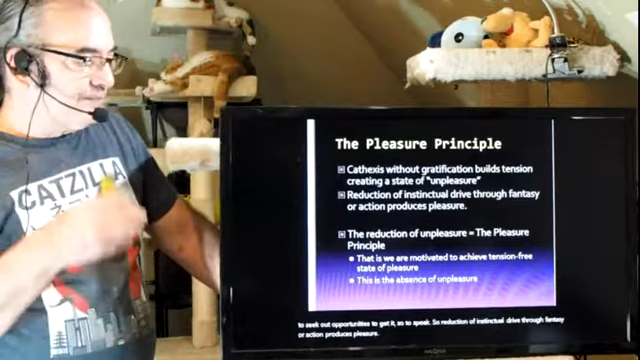 CATZILLA
The Pleasure Principle
Cathexis without gratification builds tension
creating a state of "unpleasure"
Reduction of instinctual drive through fantasy
or action produces pleasure.
The reduction of unpleasure = The Pleasure
Principle
That is we are motivated to achieve tension-free
state of pleasure
This is the absence of unpleasure
to seek out opportunities to get it, so to speak. So reduction of instinctual drive through fantasy
or action produces pleasure.